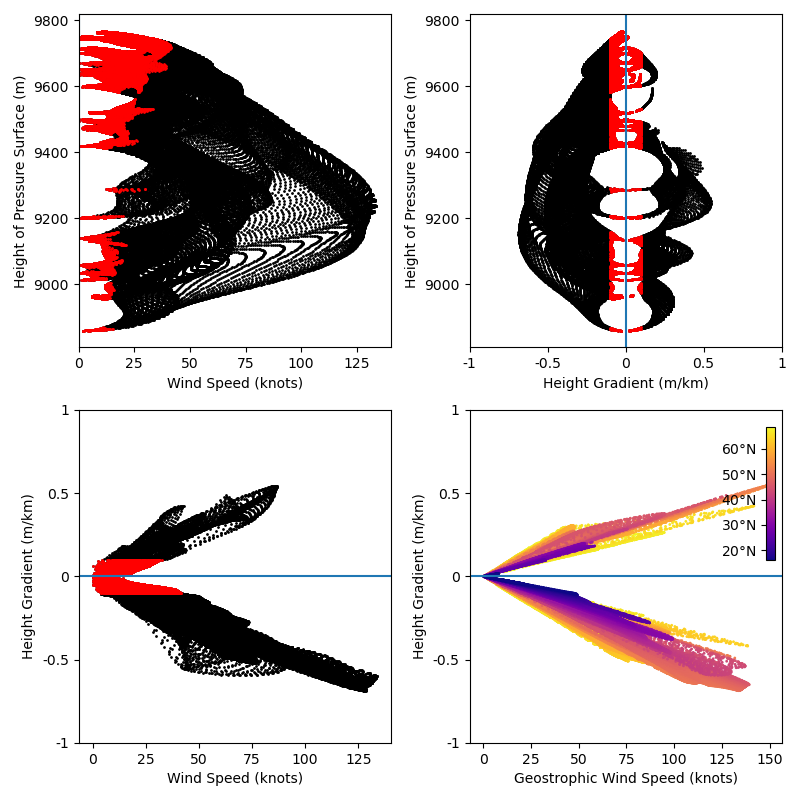 9800
9600
9400
9200
9000
Height of Pressure Surface (m)
0 25 50 75 100 125
Wind Speed (knots)
9800
9600
9400
9200
9000
Height of Pressure Surface (m)
-1 -0.5 0 0.5 1
Height Gradient (m/km)
1
0.5
0
-0.5
-1
Height Gradient (m/km)
0 25 50 75 100 125
Wind Speed (knots)
1
0.5
0
-0.5
-1
Height Gradient (m/km)
60°N
50°N
40°N
30°N
20°N
0 25 50 75 100 125 150
Geostrophic Wind Speed (knots)